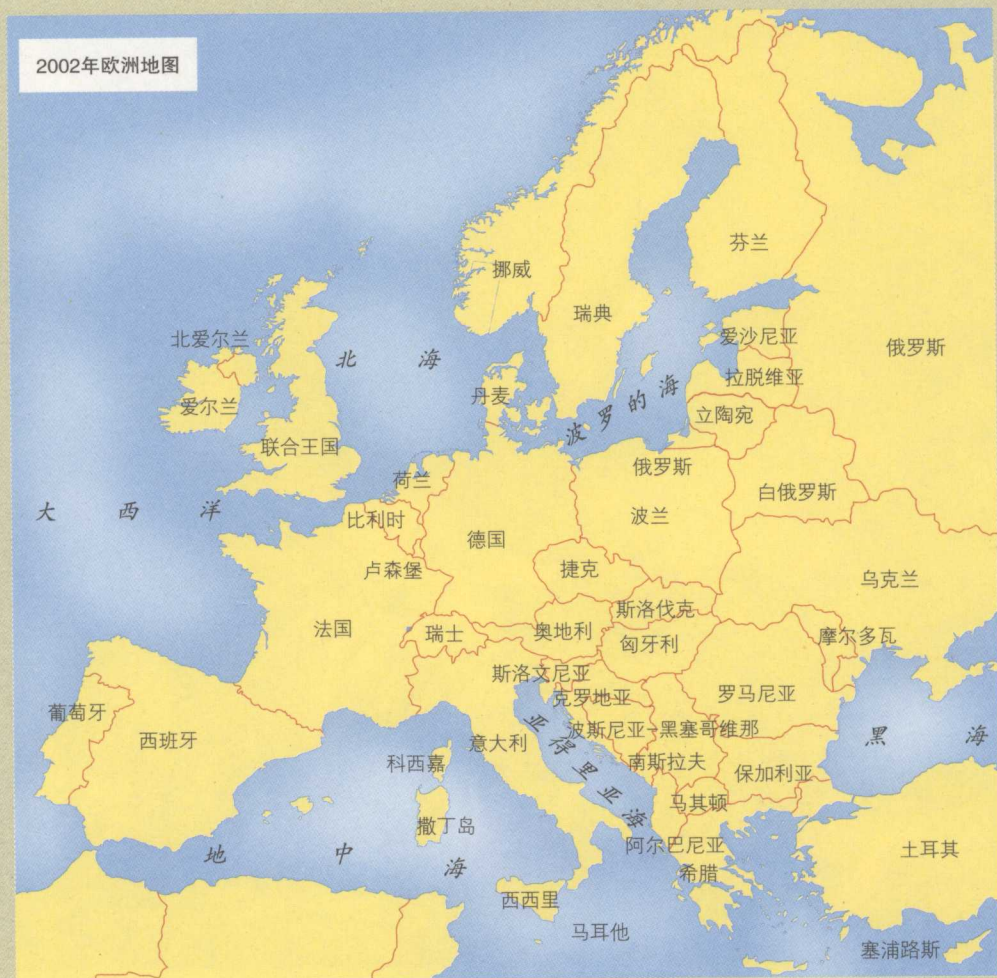 2002年欧洲地图
芬兰
挪威
瑞典
北爱尔兰
爱沙尼亚
俄罗斯
北海
拉脱维亚
丹麦
爱尔兰
波罗的海
立陶宛
联合王国
俄罗斯
荷兰
白俄罗斯
大西洋
比利时
波兰
德国
卢森堡
捷克
乌克兰
斯洛伐克
法国
瑞士
奥地利
匈牙利
摩尔多瓦
斯洛文尼亚
克罗地亚
罗马尼亚
葡萄牙
西班牙
亚得里亚海
波斯尼亚-黑塞哥维那
黑海
意大利
科西嘉
南斯拉夫
保加利亚
马其顿
撒丁岛
阿尔巴尼亚
土耳其
地中海
希腊
西西里
马耳他
塞浦路斯